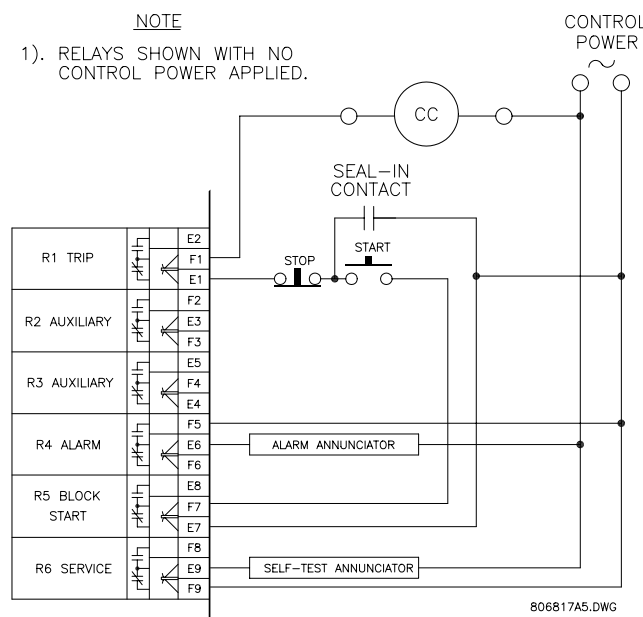 NOTE
1). RELAYS SHOWN WITH NO
CONTROL POWER APPLIED.
CONTROL
POWER
CC
SEAL-IN
CONTACT
STOP
START
R1 TRIP
E2
F1
E1
R2 AUXILIARY
F2
E3
F3
R3 AUXILIARY
E5
F4
E4
R4 ALARM
F5
E6
F6
ALARM ANNUNCIATOR
R5 BLOCK
START
E8
F7
E7
R6 SERVICE
F8
E9
F9
SELF-TEST ANNUNCIATOR
806817A5.DWG